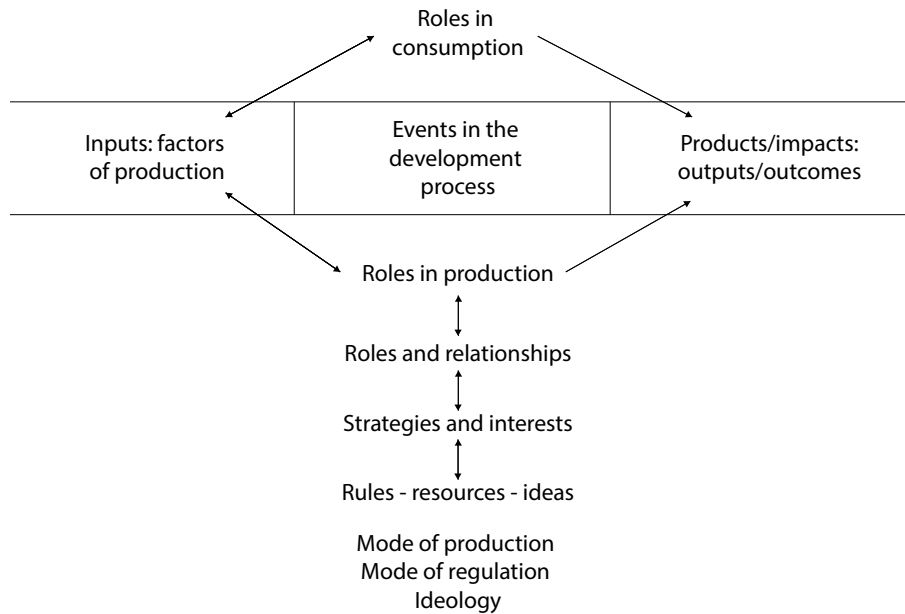 Roles in
consumption
Inputs: factors
of production
Events in the
development
process
Products/impacts:
outputs/outcomes
Roles in production
Roles and relationships
Strategies and interests
Rules - resources - ideas
Mode of production
Mode of regulation
Ideology